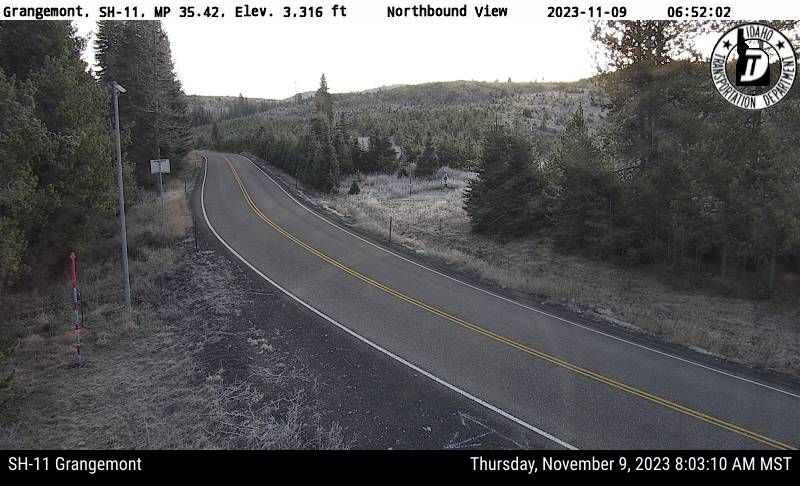 Grangemont, SH-11, MP 35.42, Elev. 3,316 ft Northbound View 2023-11-09 06:52:02
IDAHO
TRANSPORTATION DEPARTMENT
SH-11 Grangemont Thursday, November 9, 2023 8:03:10 AM MST